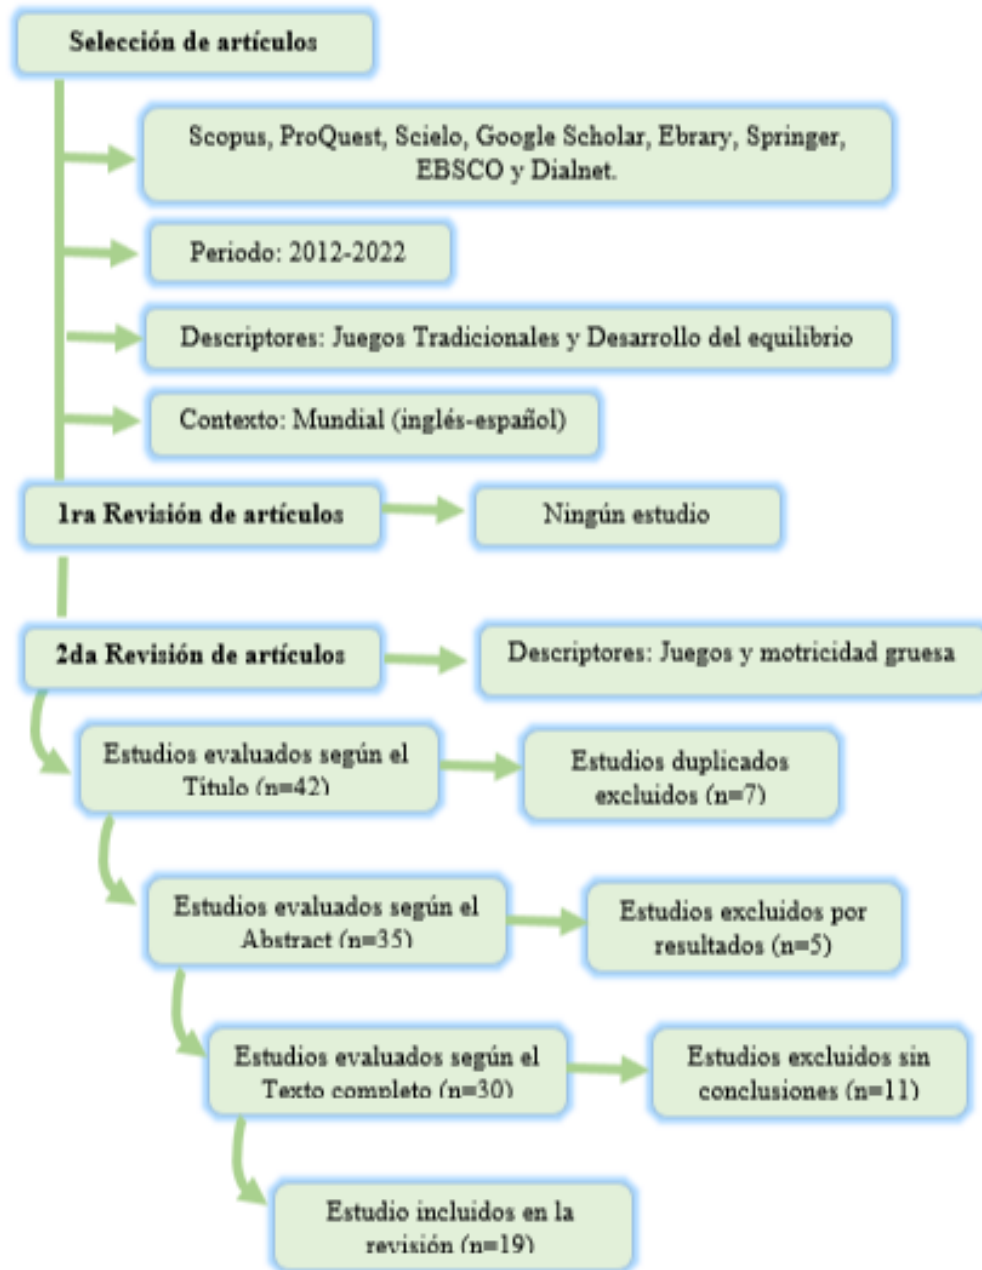 Selección de artículos
Scopus, ProQuest, Scielo, Google Scholar, Ebrary, Springer,
EBSCO y Dialnet.
Periodo: 2012-2022
Descriptores: Juegos Tradicionales y Desarrollo del equilibrio
Contexto: Mundial (inglés-español)
1ra Revisión de artículos
Ningún estudio
2da Revisión de artículos
Descriptores: Juegos y motricidad gruesa
Estudios evaluados según el
Título (n=42)
Estudios duplicados
excluidos (n=7)
Estudios evaluados según el
Abstract (n=35)
Estudios excluidos por
resultados (n=5)
Estudios evaluados según el
Texto completo (n=30)
Estudios excluidos sin
conclusiones (n=11)
Estudio incluidos en la
revisión (n=19)